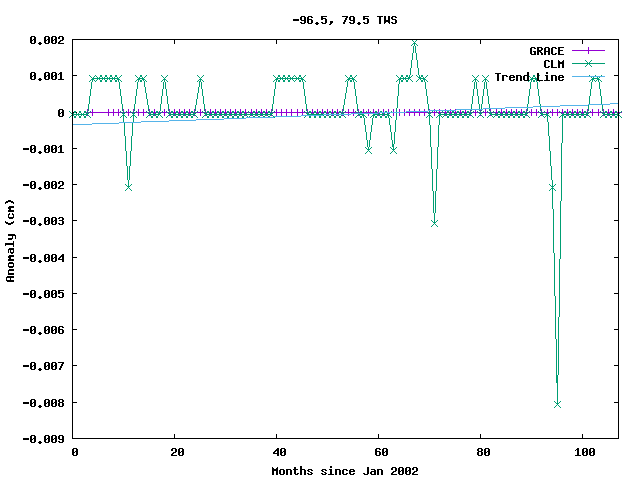 -96.5, 79.5 TWS
0.002
0.001
0
-0.001
-0.002
-0.003
-0.004
-0.005
-0.006
-0.007
-0.008
-0.009
Anomaly (cm)
GRACE
CLM
Trend Line
0 20 40 60 80 100
Months since Jan 2002